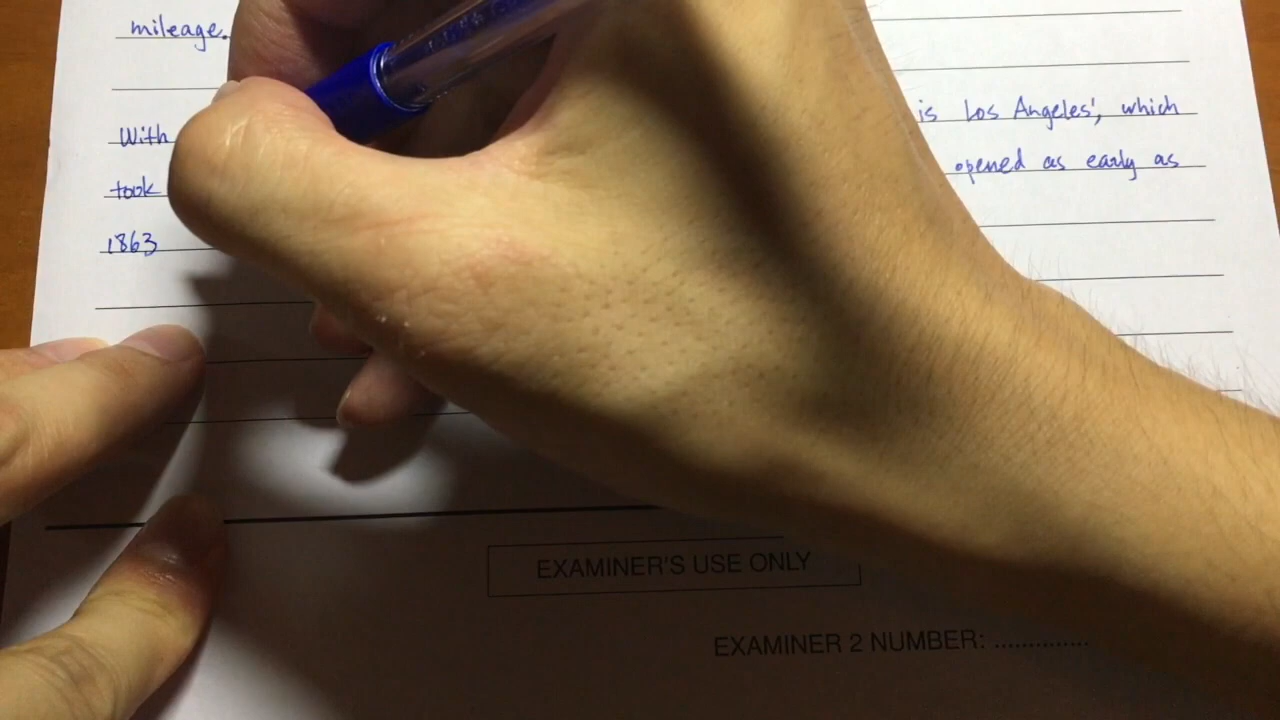 mileage.
With is Los Angeles', which
took opened as early as
1863
EXAMINER'S USE ONLY
EXAMINER 2 NUMBER: ..............